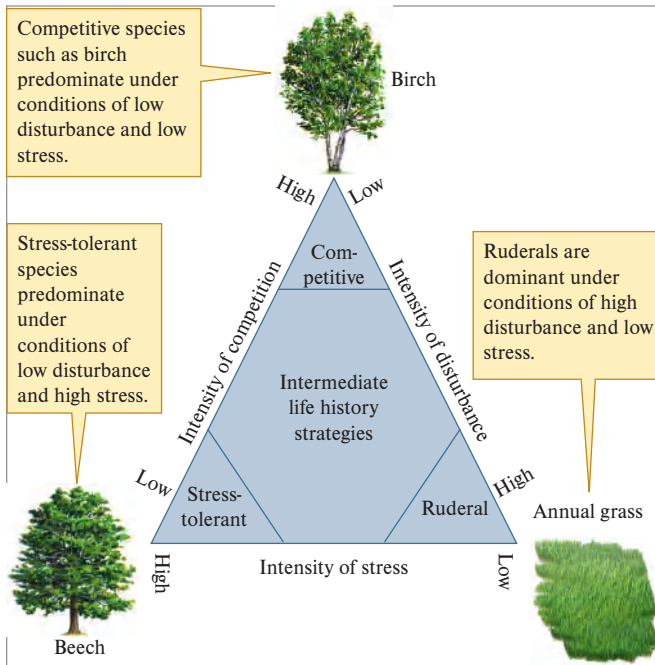 Competitive species
such as birch
predominate under
conditions of low
disturbance and low
stress.
Birch
High
Low
Stress-tolerant
species
predominate
under
conditions of
low disturbance
and high stress.
Ruderals are
dominant under
conditions of high
disturbance and low
stress.
Com-
petitive
Intensity of competition
Intensity of disturbance
Intermediate
life history
strategies
Low
High
Stress-
tolerant
Ruderal
Annual grass
High
Intensity of stress
Low
Beech